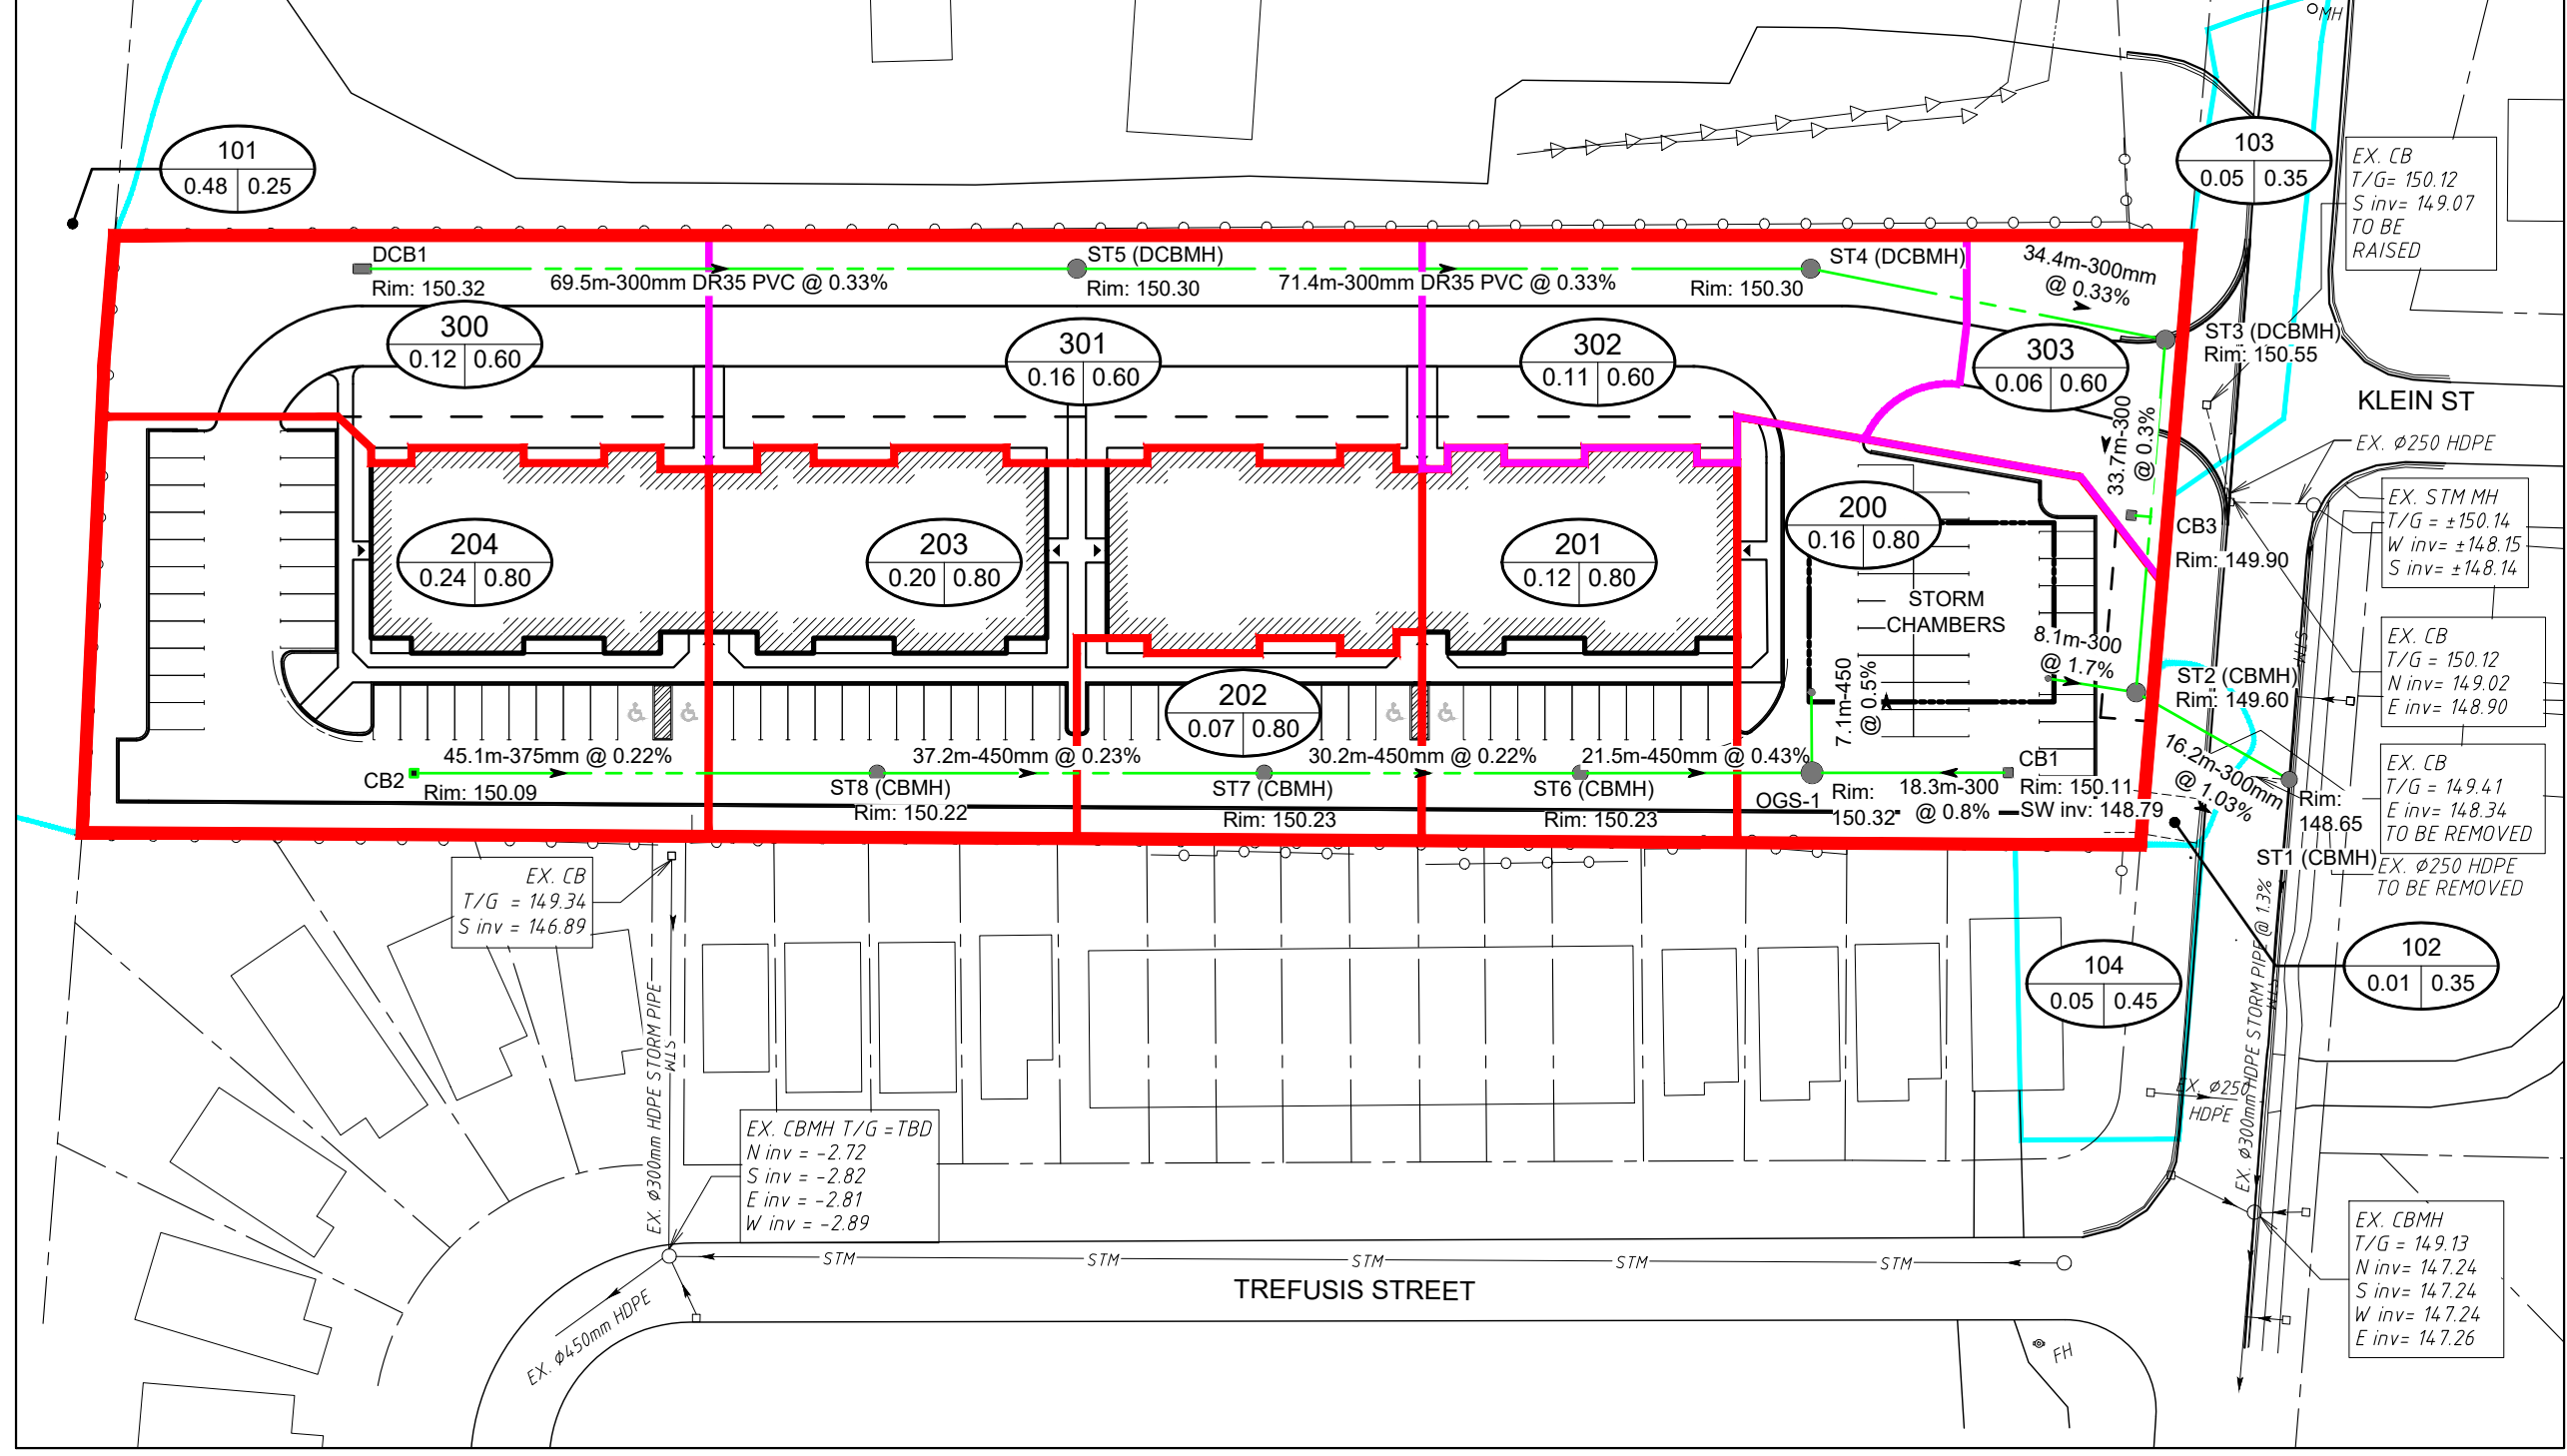 MH
101
0.48 0.25
103
0.05 0.35
EX. CB
T/G= 150.12
S inv= 149.07
TO BE
RAISED
DCB1
Rim: 150.32
69.5m-300mm DR35 PVC @ 0.33%
ST5 (DCBMH)
Rim: 150.30
71.4m-300mm DR35 PVC @ 0.33%
ST4 (DCBMH)
Rim: 150.30
34.4m-300mm
@ 0.33%
300
0.12 0.60
301
0.16 0.60
302
0.11 0.60
303
0.06 0.60
ST3 (DCBMH)
Rim: 150.55
KLEIN ST
33.7m-300
@ 0.3%
EX. Ø250 HDPE
EX. STM MH
T/G = ±150.14
W inv= ±148.15
S inv= ±148.14
204
0.24 0.80
203
0.20 0.80
201
0.12 0.80
200
0.16 0.80
CB3
Rim: 149.90
STORM
CHAMBERS
8.1m-300
@ 1.7%
STM
EX. CB
T/G = 150.12
N inv= 149.02
E inv= 148.90
ST2 (CBMH)
Rim: 149.60
202
0.07 0.80
7.1m-450
@ 0.5%
45.1m-375mm @ 0.22%
37.2m-450mm @ 0.23%
30.2m-450mm @ 0.22%
21.5m-450mm @ 0.43%
CB2
Rim: 150.09
ST8 (CBMH)
Rim: 150.22
ST7 (CBMH)
Rim: 150.23
ST6 (CBMH)
Rim: 150.23
OGS-1
Rim:
150.32
18.3m-300
@ 0.8%
CB1
Rim: 150.11
SW inv: 148.79
16.2m-300mm
@ 1.03%
Rim:
148.65
ST1 (CBMH)
EX. CB
T/G = 149.41
E inv= 148.34
TO BE REMOVED
EX. Ø250 HDPE
TO BE REMOVED
EX. CB
T/G = 149.34
S inv = 146.89
EX. Ø300mm HDPE STORM PIPE
STM
104
0.05 0.45
102
0.01 0.35
EX. Ø300mm HDPE STORM PIPE @ 1.3%
STM
EX. Ø250
HDPE
EX. CBMH T/G =TBD
N inv = -2.72
S inv = -2.82
E inv = -2.81
W inv = -2.89
STM
STM
STM
STM
STM
TREFUSIS STREET
EX. Ø450mm HDPE
FH
EX. CBMH
T/G = 149.13
N inv= 147.24
S inv= 147.24
W inv= 147.24
E inv= 147.26